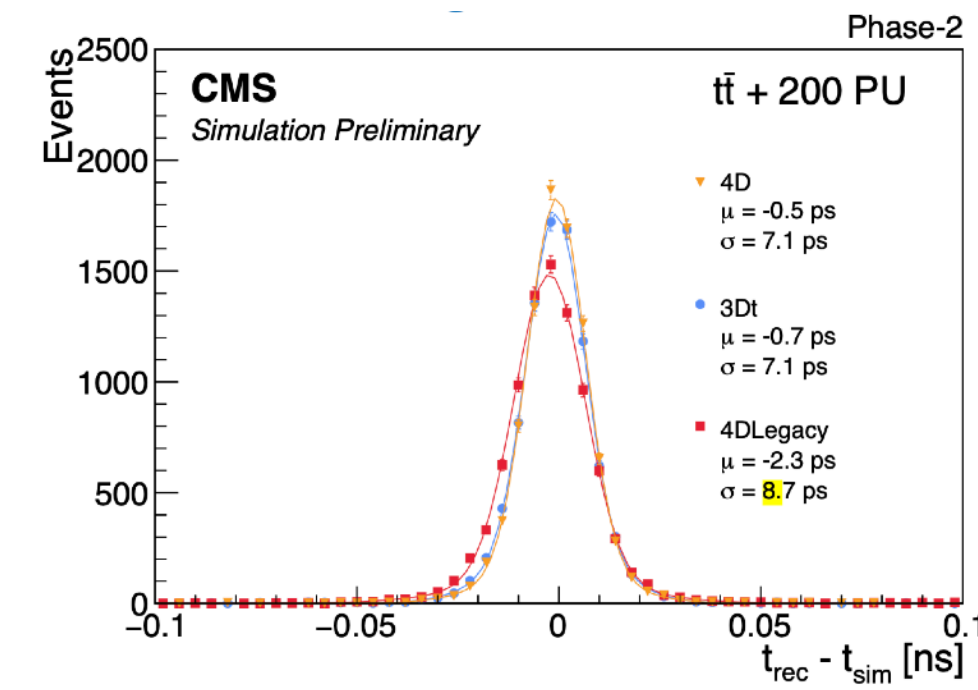 Phase-2
Events
2500
2000
1500
1000
500
0
CMS
Simulation Preliminary
tt̄ + 200 PU
4D
μ = -0.5 ps
σ = 7.1 ps
3Dt
μ = -0.7 ps
σ = 7.1 ps
4DLegacy
μ = -2.3 ps
σ = 8.7 ps
−0.1 −0.05 0 0.05 0.1
t_rec - t_sim [ns]